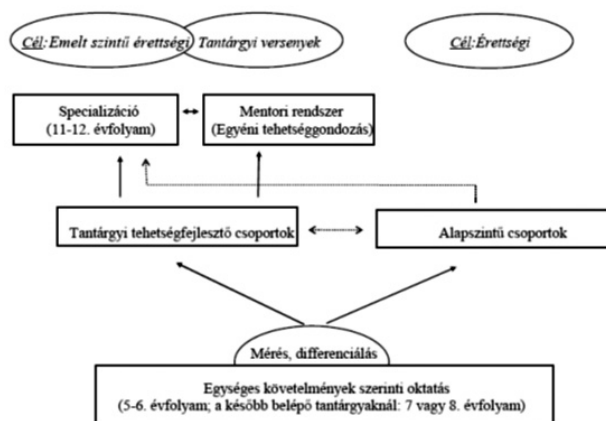 Cél:Emelt szintű érettségi
Tantárgyi versenyek
Cél:Érettségi
Specializáció
(11-12. évfolyam)
Mentori rendszer
(Egyéni tehetséggondozás)
Tantárgyi tehetségfejlesztő csoportok
Alapszintű csoportok
Mérés, differenciálás
Egységes követelmények szerinti oktatás
(5-6. évfolyam; a később belépő tantárgyaknál: 7 vagy 8. évfolyam)